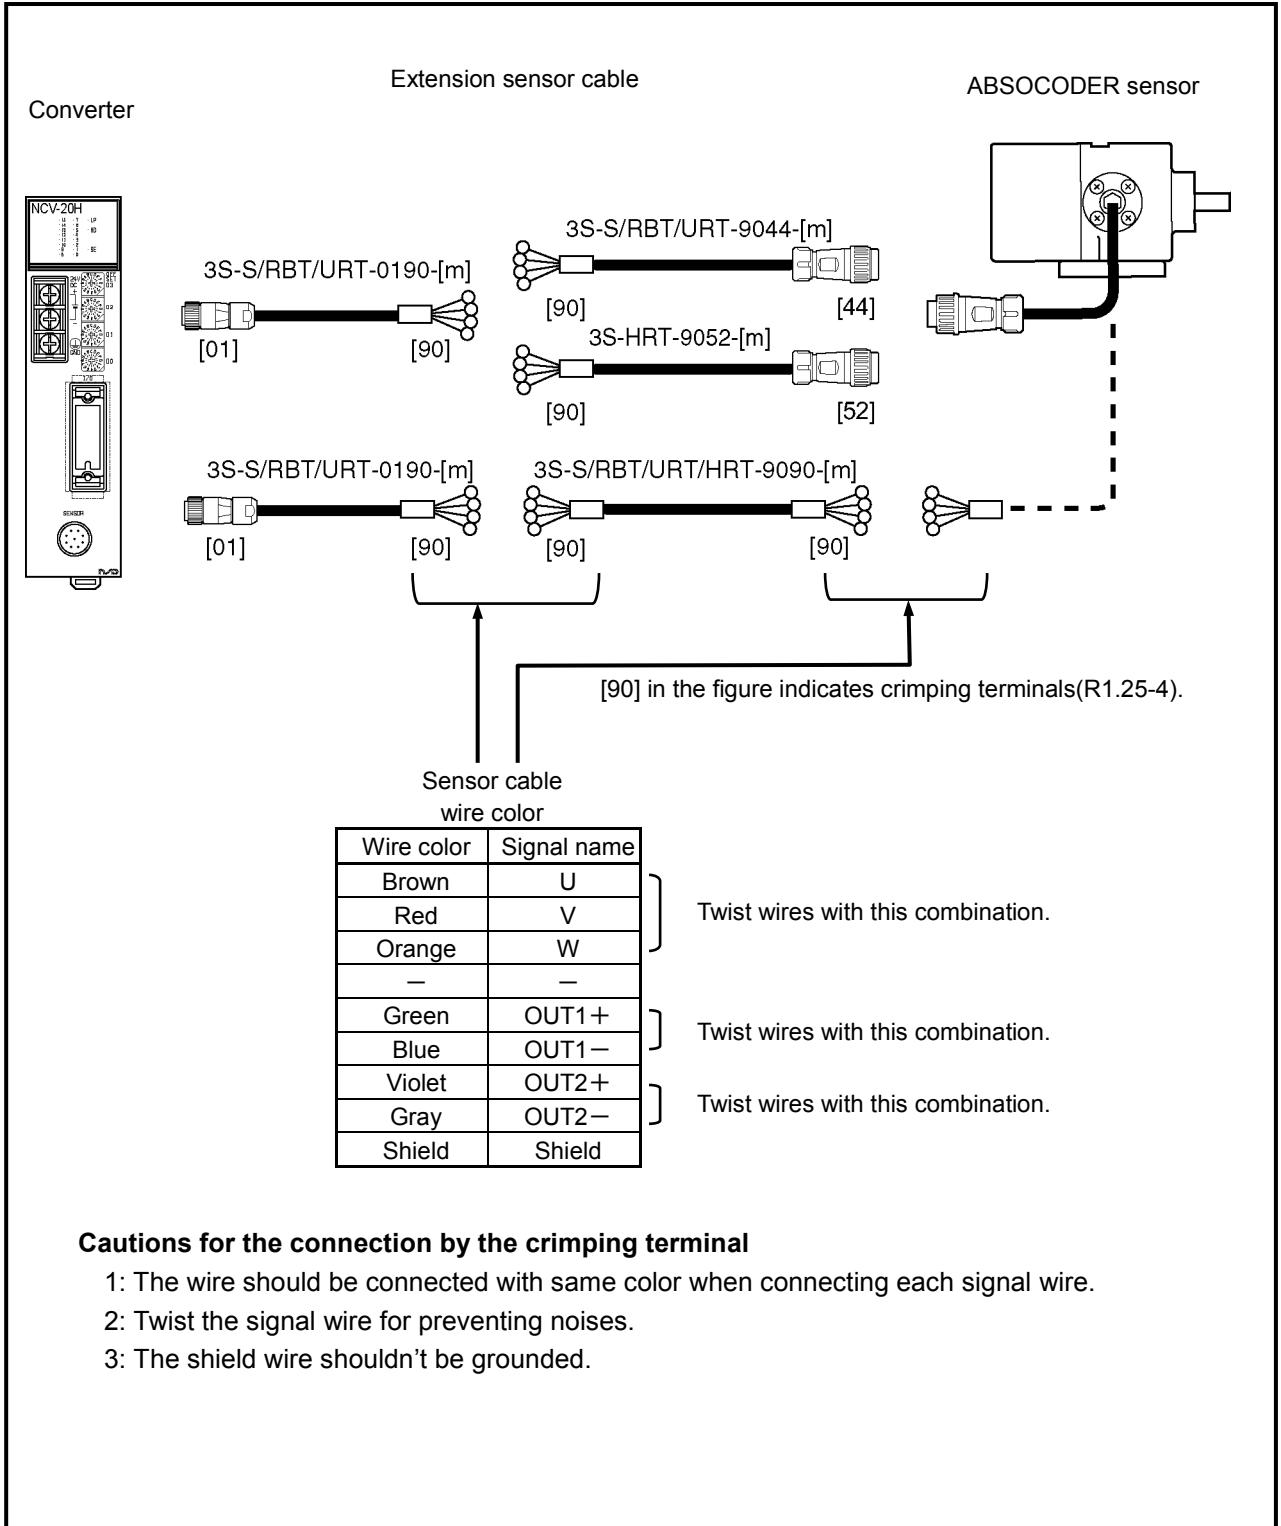 Extension sensor cable
ABSOCODER sensor
Converter
NCV-20H
3S-S/RBT/URT-9044-[m]
3S-S/RBT/URT-0190-[m]
[90]
[44]
3S-HRT-9052-[m]
[01]
[90]
[90]
[52]
I/O
3S-S/RBT/URT-0190-[m]
3S-S/RBT/URT/HRT-9090-[m]
SENSOR
[01]
[90]
[90]
[90]
[90] in the figure indicates crimping terminals(R1.25-4).
Sensor cable
wire color
Wire color Signal name
Brown U
Red V
Twist wires with this combination.
Orange W
－ －
Green OUT1＋
Twist wires with this combination.
Blue OUT1－
Violet OUT2＋
Twist wires with this combination.
Gray OUT2－
Shield Shield
Cautions for the connection by the crimping terminal
1: The wire should be connected with same color when connecting each signal wire.
2: Twist the signal wire for preventing noises.
3: The shield wire shouldn't be grounded.